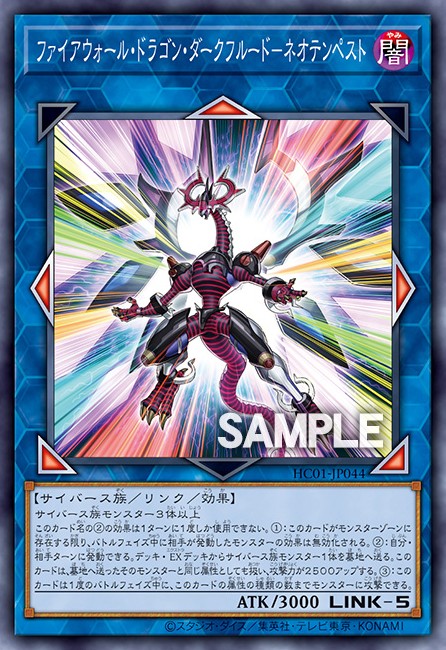 ファイアウォール・ドラゴン・ダークフルードーネオテンペスト
やみ
闇
SAMPLE
HC01-JP044
【サイバース族／リンク／効果】
サイバース族モンスター３体以上
このカード名の②の効果は１ターンに１度しか使用できない。①：このカードがモンスターゾーンに
存在する限り、バトルフェイズ中に相手が発動したモンスターの効果は無効化される。②：自分・
相手ターンに発動できる。デッキ・EXデッキからサイバース族モンスター１体を墓地へ送る。この
カードは、墓地へ送ったそのモンスターと同じ属性としても扱い、攻撃力が２５００アップする。③：こ
のカードは１度のバトルフェイズ中に、このカードの属性の種類の数までモンスターに攻撃できる。
ATK/3000 LINK-5
©スタジオ・ダイス/集英社・テレビ東京・KONAMI